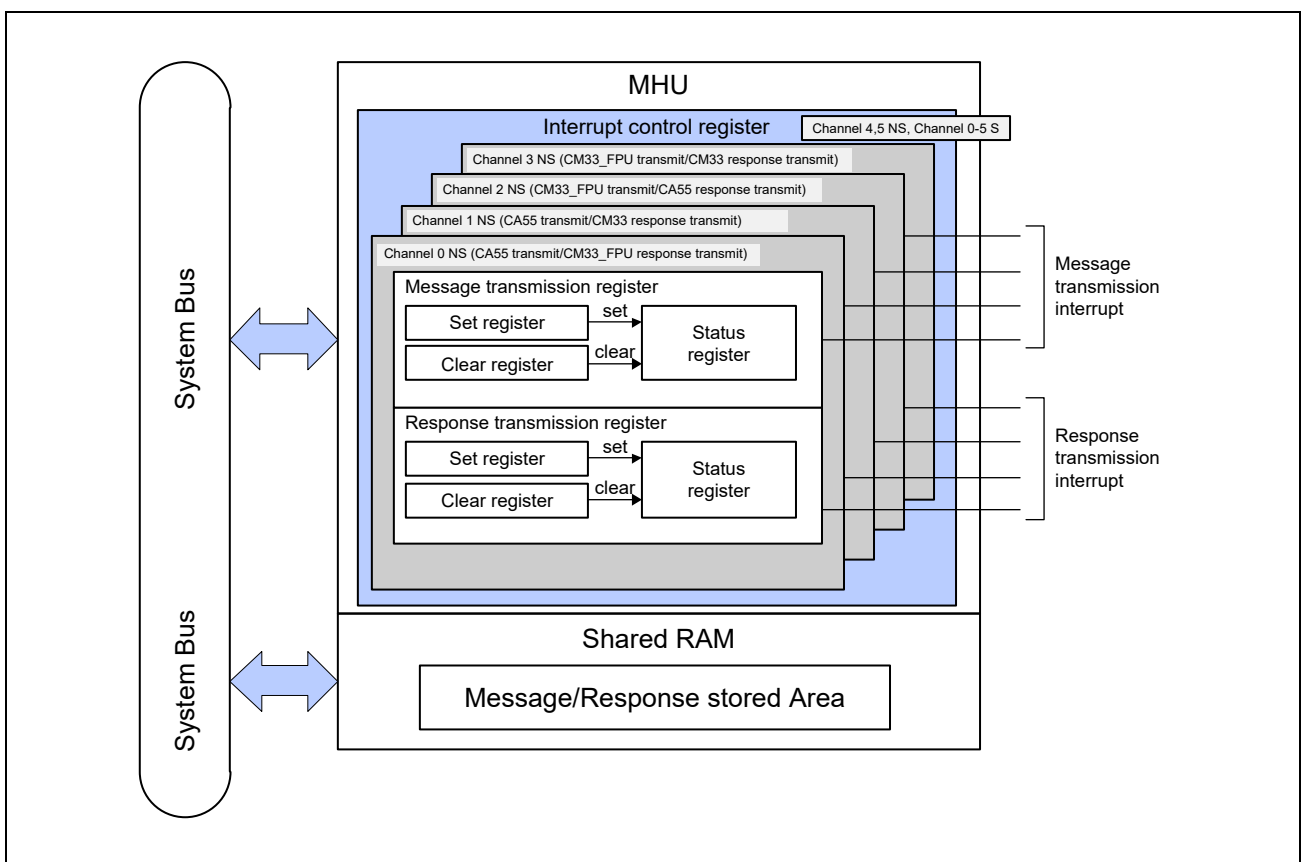 MHU
Interrupt control register
Channel 4,5 NS, Channel 0-5 S
Channel 3 NS (CM33_FPU transmit/CM33 response transmit)
Channel 2 NS (CM33_FPU transmit/CA55 response transmit)
Channel 1 NS (CA55 transmit/CM33 response transmit)
Channel 0 NS (CA55 transmit/CM33_FPU response transmit)
Message transmission register
Set register
set
Clear register
clear
Status
register
Response transmission register
Set register
set
Clear register
clear
Status
register
Message
transmission
interrupt
Response
transmission
interrupt
System Bus
System Bus
Shared RAM
Message/Response stored Area